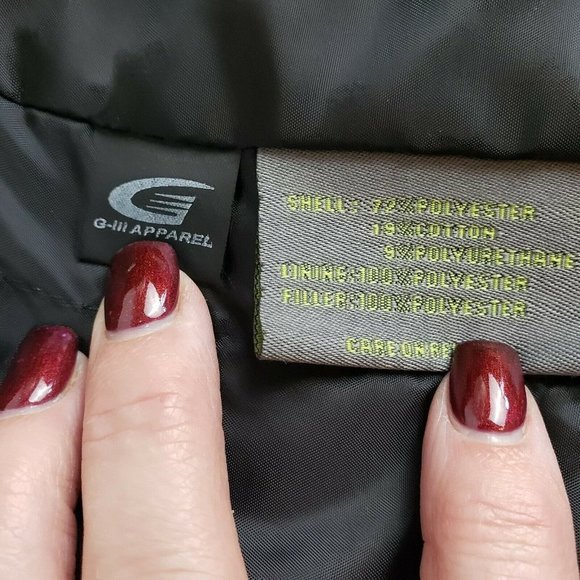 G-III APPAREL
SHELL: 72% POLYESTER
19% COTTON
9% POLYURETHANE
LINING: 100% POLYESTER
FILLER: 100% POLYESTER
CARE ON